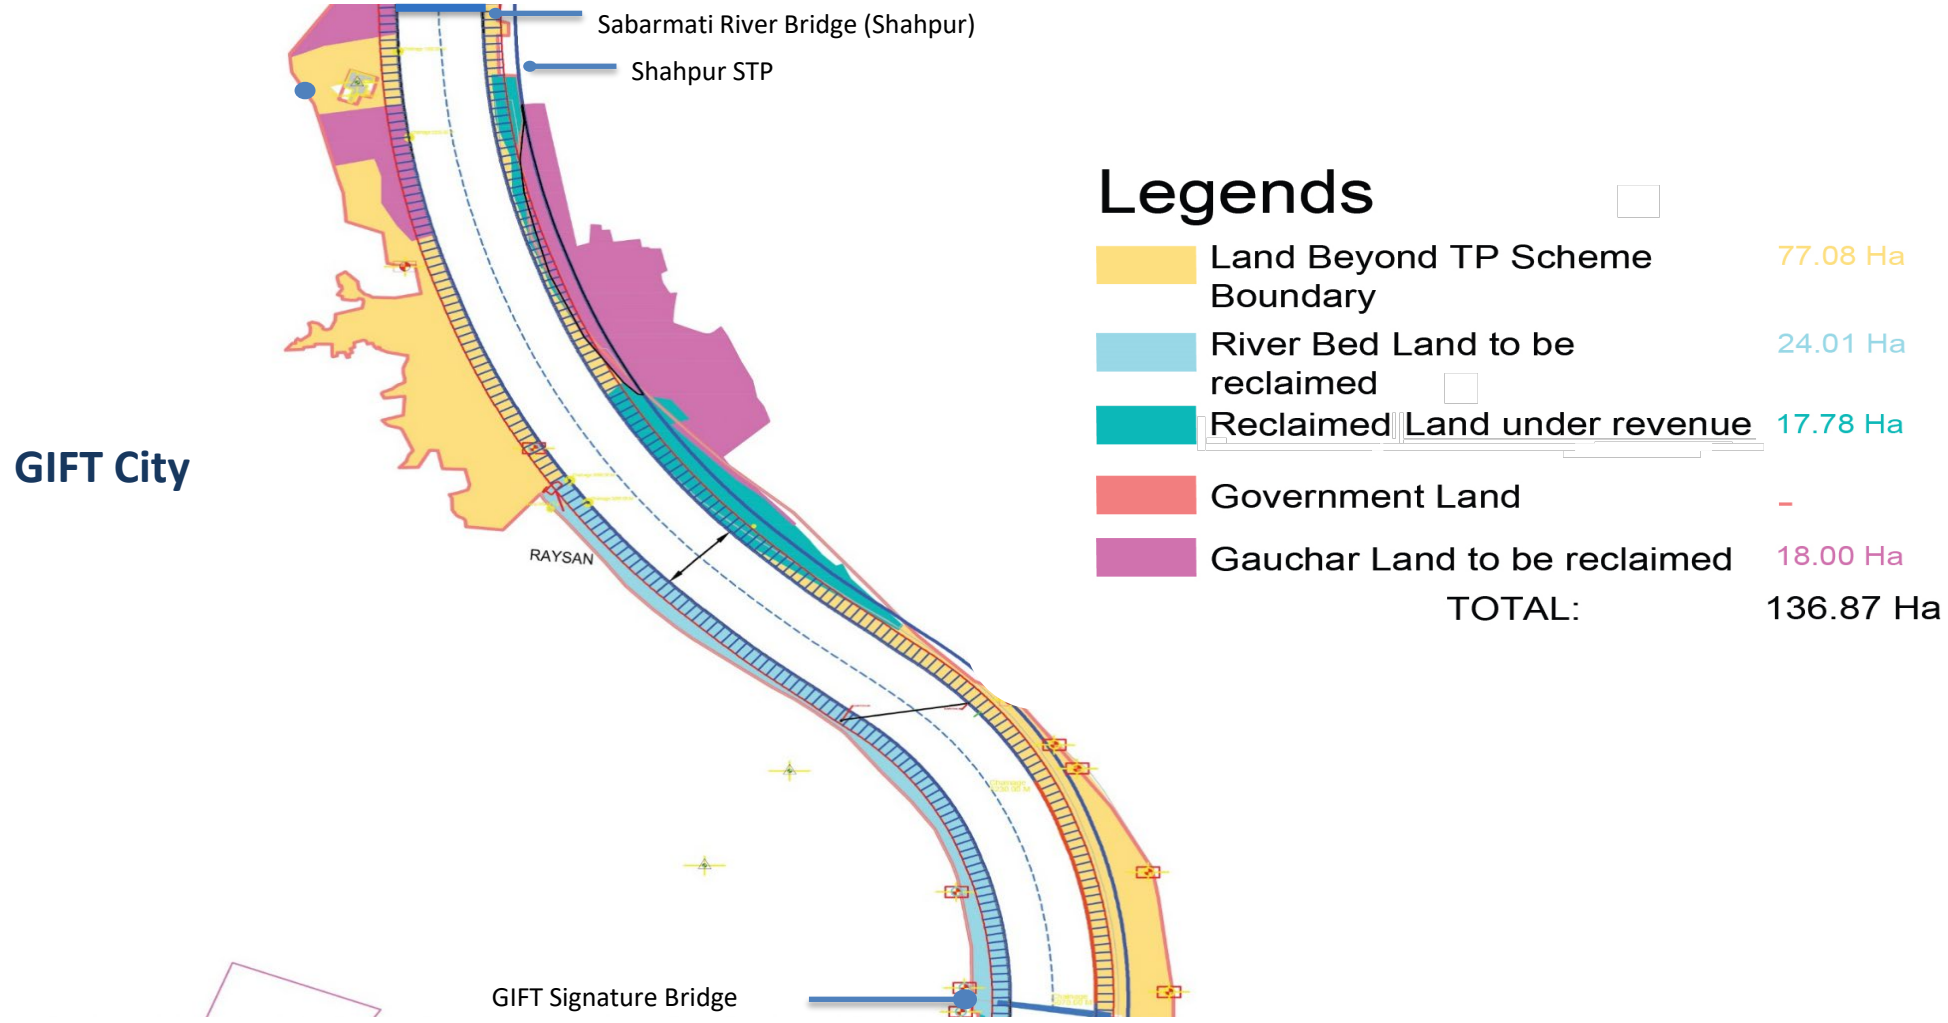 Sabarmati River Bridge (Shahpur)
Shahpur STP
Legends
Land Beyond TP Scheme
Boundary
77.08 Ha
River Bed Land to be
reclaimed
24.01 Ha
Reclaimed Land under revenue
17.78 Ha
Government Land
-
Gauchar Land to be reclaimed
18.00 Ha
TOTAL:
136.87 Ha
GIFT City
RAYSAN
GIFT Signature Bridge